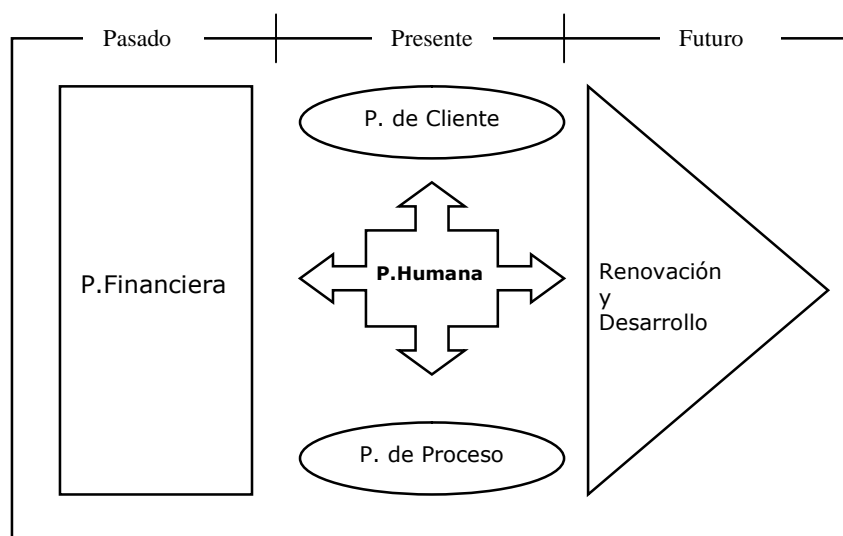 Pasado Presente Futuro
P. de Cliente
P.Financiera
P.Humana
Renovación
y
Desarrollo
P. de Proceso